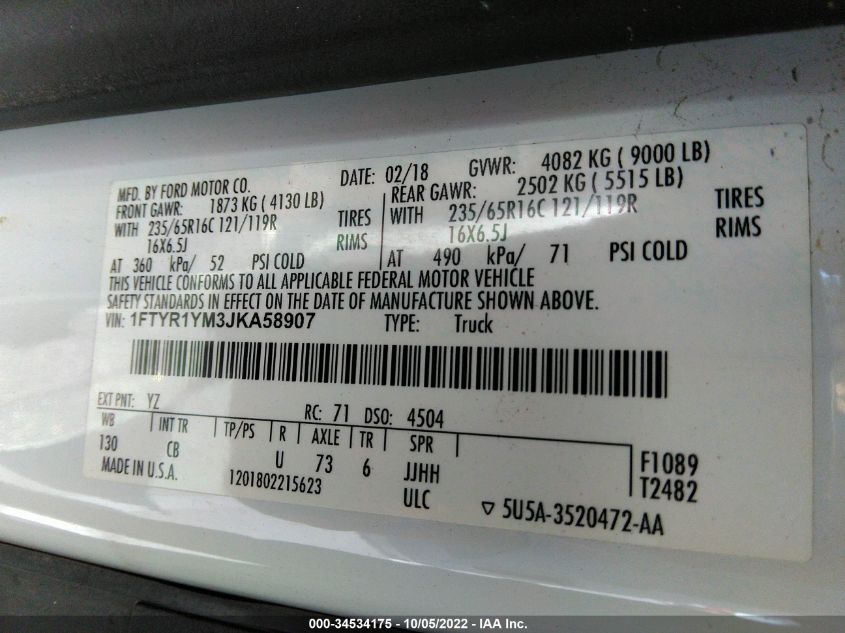 MFD. BY FORD MOTOR CO. DATE: 02/18 GVWR: 4082 KG ( 9000 LB)
FRONT GAWR: 1873 KG ( 4130 LB) REAR GAWR: 2502 KG ( 5515 LB)
WITH 235/65R16C 121/119R TIRES WITH 235/65R16C 121/119R TIRES
16X6.5J RIMS 16X6.5J RIMS
AT 360 kPa/ 52 PSI COLD AT 490 kPa/ 71 PSI COLD
THIS VEHICLE CONFORMS TO ALL APPLICABLE FEDERAL MOTOR VEHICLE
SAFETY STANDARDS IN EFFECT ON THE DATE OF MANUFACTURE SHOWN ABOVE.
VIN: 1FTYR1YM3JKA58907 TYPE: Truck
EXT PNT: YZ RC: 71 DSO: 4504
WB INT TR TP/PS R AXLE TR SPR
130 CB U 73 6 JJHH F1089
MADE IN U.S.A. 1201802215623 ULC T2482
▽ 5U5A-3520472-AA
000-34534175 - 10/05/2022 - IAA Inc.